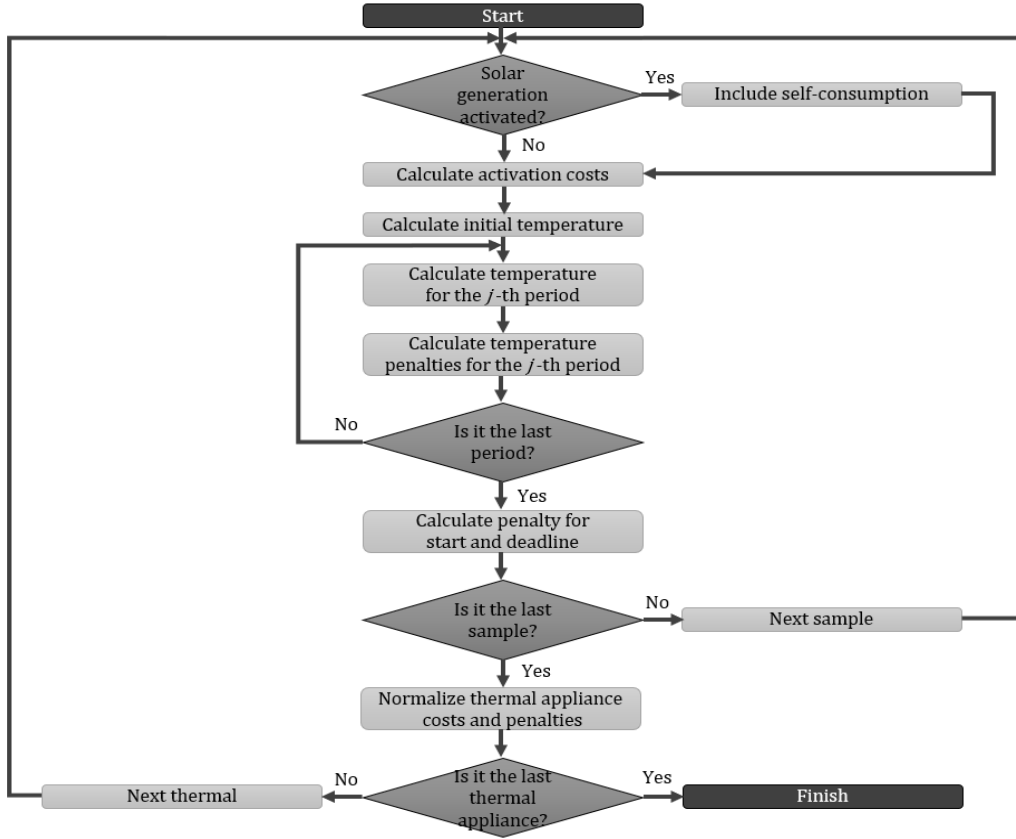 Start
Solar
generation
activated?
Yes
Include self-consumption
No
Calculate activation costs
Calculate initial temperature
Calculate temperature
for the j-th period
Calculate temperature
penalties for the j-th period
No
Is it the last
period?
Yes
Calculate penalty for
start and deadline
Is it the last
sample?
No
Next sample
Yes
Normalize thermal appliance
costs and penalties
Next thermal
No
Is it the last
thermal
appliance?
Yes
Finish